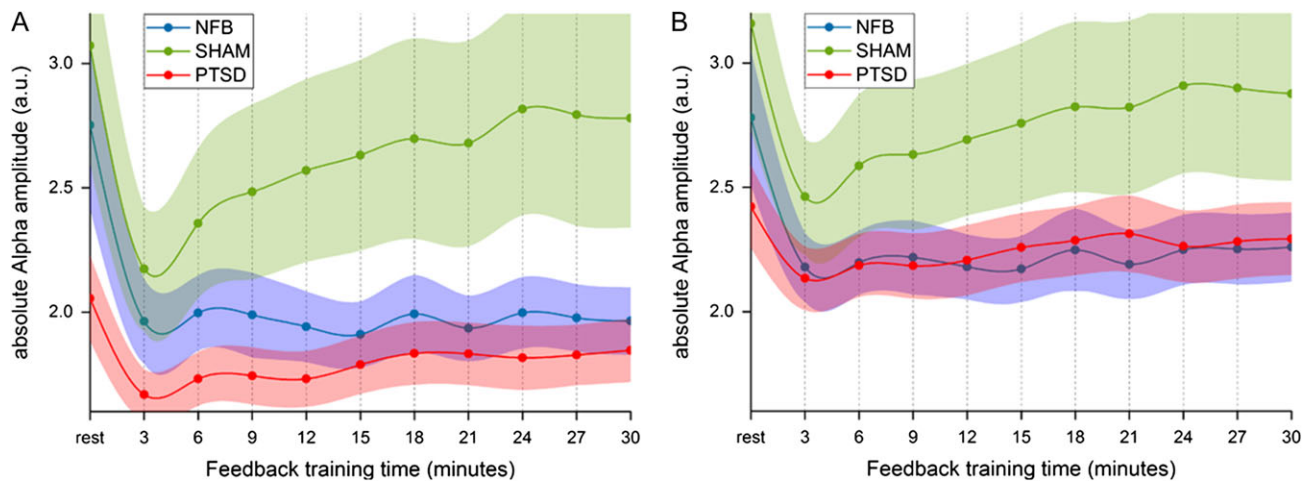 A
NFB
SHAM
PTSD
3.0
2.5
2.0
absolute Alpha amplitude (a.u.)
rest 3 6 9 12 15 18 21 24 27 30
Feedback training time (minutes)
B
NFB
SHAM
PTSD
3.0
2.5
2.0
absolute Alpha amplitude (a.u.)
rest 3 6 9 12 15 18 21 24 27 30
Feedback training time (minutes)